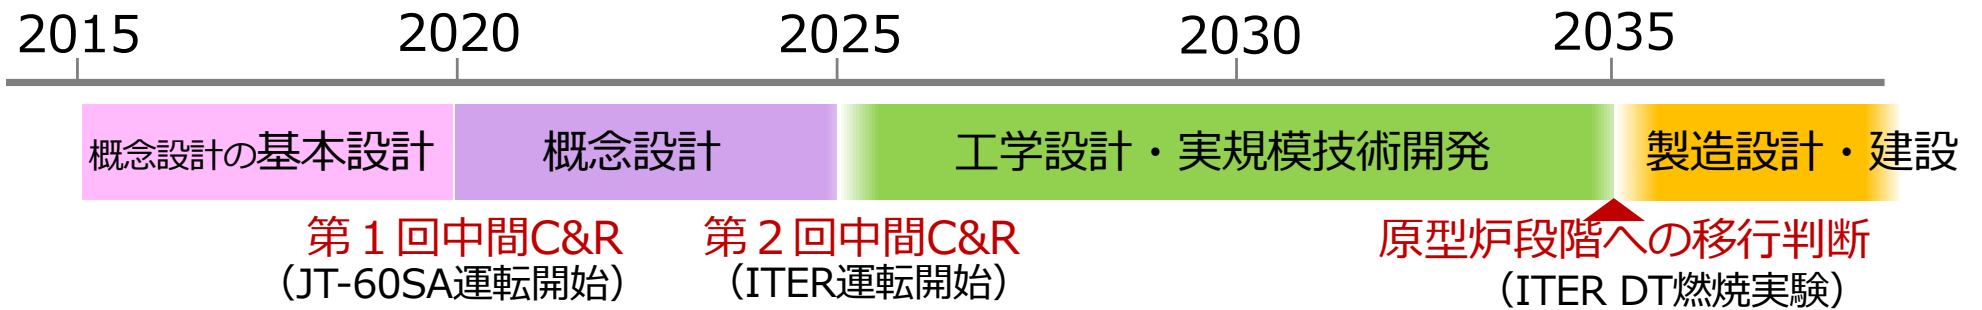 2015 2020 2025 2030 2035
概念設計の基本設計 概念設計 工学設計・実規模技術開発 製造設計・建設
第１回中間C&R 第２回中間C&R 原型炉段階への移行判断
（JT-60SA運転開始） （ITER運転開始） （ITER DT燃焼実験）